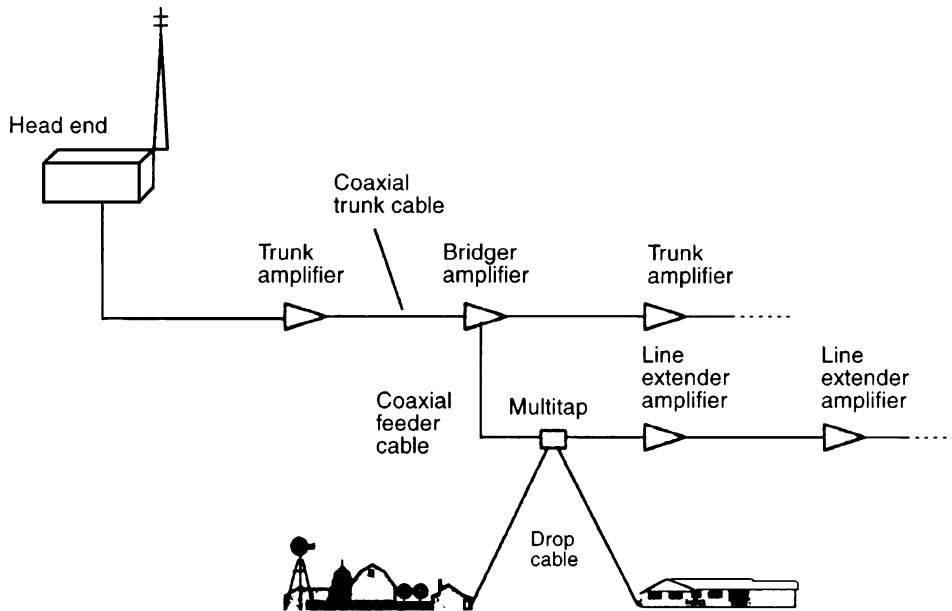 Head end
Coaxial
trunk cable
Trunk
amplifier
Bridger
amplifier
Trunk
amplifier
Coaxial
feeder
cable
Multitap
Line
extender
amplifier
Line
extender
amplifier
Drop
cable